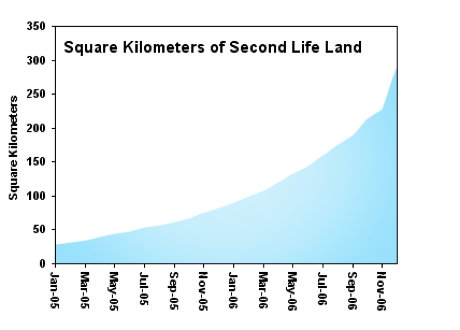 Square Kilometers of Second Life Land
Square Kilometers
350
300
250
200
150
100
50
0
Jan-05
Mar-05
May-05
Jul-05
Sep-05
Nov-05
Jan-06
Mar-06
May-06
Jul-06
Sep-06
Nov-06